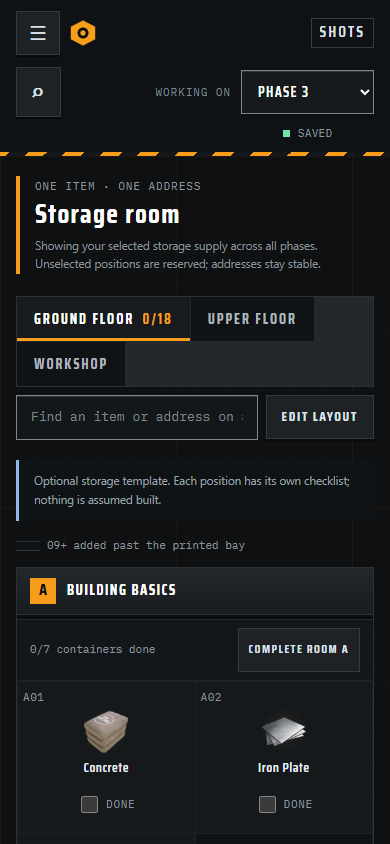 SHOTS
WORKING ON
PHASE 3
SAVED
ONE ITEM · ONE ADDRESS
Storage room
Showing your selected storage supply across all phases.
Unselected positions are reserved; addresses stay stable.
GROUND FLOOR 0/18
UPPER FLOOR
WORKSHOP
Find an item or address on
EDIT LAYOUT
Optional storage template. Each position has its own checklist;
nothing is assumed built.
09+ added past the printed bay
A BUILDING BASICS
0/7 containers done
COMPLETE ROOM A
A01
A02
Concrete
Iron Plate
DONE
DONE